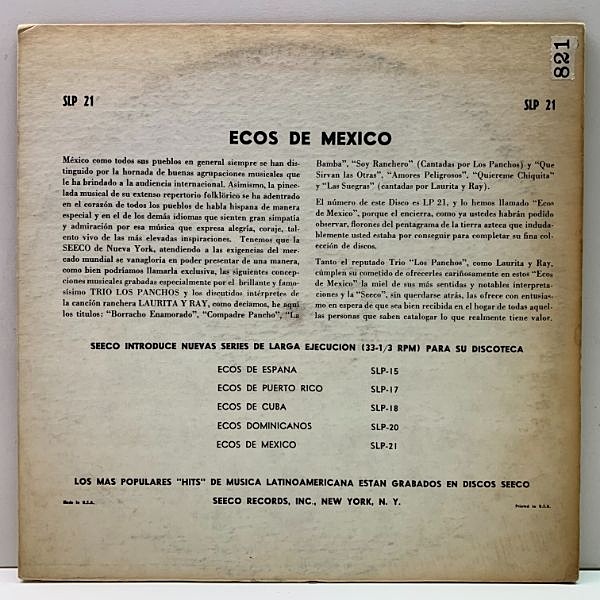 821
SLP 21
SLP 21
ECOS DE MEXICO
México como todos sus pueblos en general siempre se han dis-
tinguido por la hornada de buenas agrupaciones musicales que
le ha brindado a la audiencia internacional. Asimismo, la pince-
lada musical de su extenso repertorio folklórico se ha adentrado
en el corazón de todos los pueblos de habla hispana de manera
especial y en el de los demás idiomas que sienten gran simpatia
y admiración por esa música que expresa alegría, coraje, tal-
ento vivo de las más elevadas inspiraciones. Tenemos que la
SEECO de Nueva York, atendiendo a las exigencias del mer-
cado mundial se vanagloria en poder presentar de una manera,
como bien podríamos llamarla exclusiva, las siguientes concep-
ciones musicales grabadas especialmente por el brillante y famo-
sísimo TRIO LOS PANCHOS y los discutidos intérpretes de
la canción ranchera LAURITA Y RAY, como decíamos, he aquí
los titulos: "Borracho Enamorado", "Compadre Pancho", "La
Bamba", "Soy Ranchero" (Cantadas por Los Panchos) y "Que
Sirvan las Otras", "Amores Peligrosos", "Quiereme Chiquita"
y "Las Suegras" (cantadas por Laurita y Ray).
El número de este Disco es LP 21, y lo hemos llamado "Ecos
de Mexico", porque el encierra, como ya ustedes habrán podido
observar, florones del pentagrama de la tierra azteca que induda-
blemente usted estaba por conseguir para completar su fina col-
ección de discos.
Tanto el reputado Trio "Los Panchos", como Laurita y Ray,
cumplen su cometido de ofrecerles cariñosamente en estos "Ecos
de Mexico" la miel de sus más sentidas y notables interpreta-
ciones y la "Seeco", sin querdarse atrás, las ofrece con entusias-
mo en espera de que sea bien recibida en el hogar de todas aquel-
las personas que saben catalogar lo que realmente tiene valor.
SEECO INTRODUCE NUEVAS SERIES DE LARGA EJECUCION (33-1/3 RPM) PARA SU DISCOTECA
ECOS DE ESPANA SLP-15
ECOS DE PUERTO RICO SLP-17
ECOS DE CUBA SLP-18
ECOS DOMINICANOS SLP-20
ECOS DE MEXICO SLP-21
LOS MAS POPULARES "HITS" DE MUSICA LATINOAMERICANA ESTAN GRABADOS EN DISCOS SEECO
Made in U.S.A.
SEECO RECORDS, INC., NEW YORK, N. Y.
Printed in U.S.A.